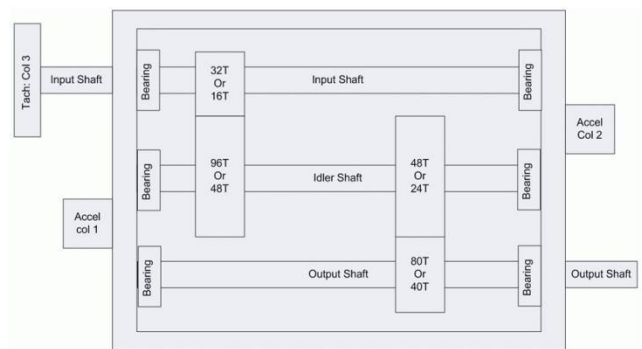 Tach: Col 3
Input Shaft
Bearing
32T
Or
16T
Input Shaft
Bearing
Accel
Col 2
Bearing
96T
Or
48T
Idler Shaft
48T
Or
24T
Bearing
Accel
col 1
Bearing
Output Shaft
80T
Or
40T
Bearing
Output Shaft